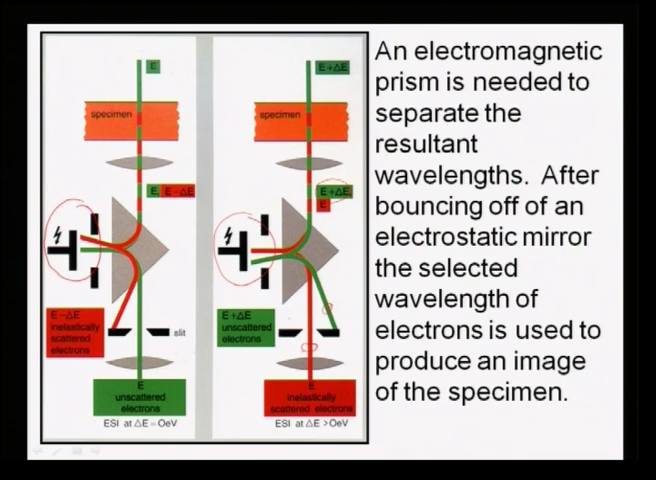 E
specimen
E, E -ΔE
E -ΔE
inelastically
scattered
electrons
slit
E
unscattered
electrons
ESI at ΔE = OeV
E +ΔE
specimen
E +ΔE,
E
E +ΔE
unscattered
electrons
E
inelastically
scattered electrons
ESI at ΔE > OeV
An electromagnetic
prism is needed to
separate the
resultant
wavelengths. After
bouncing off of an
electrostatic mirror
the selected
wavelength of
electrons is used to
produce an image
of the specimen.